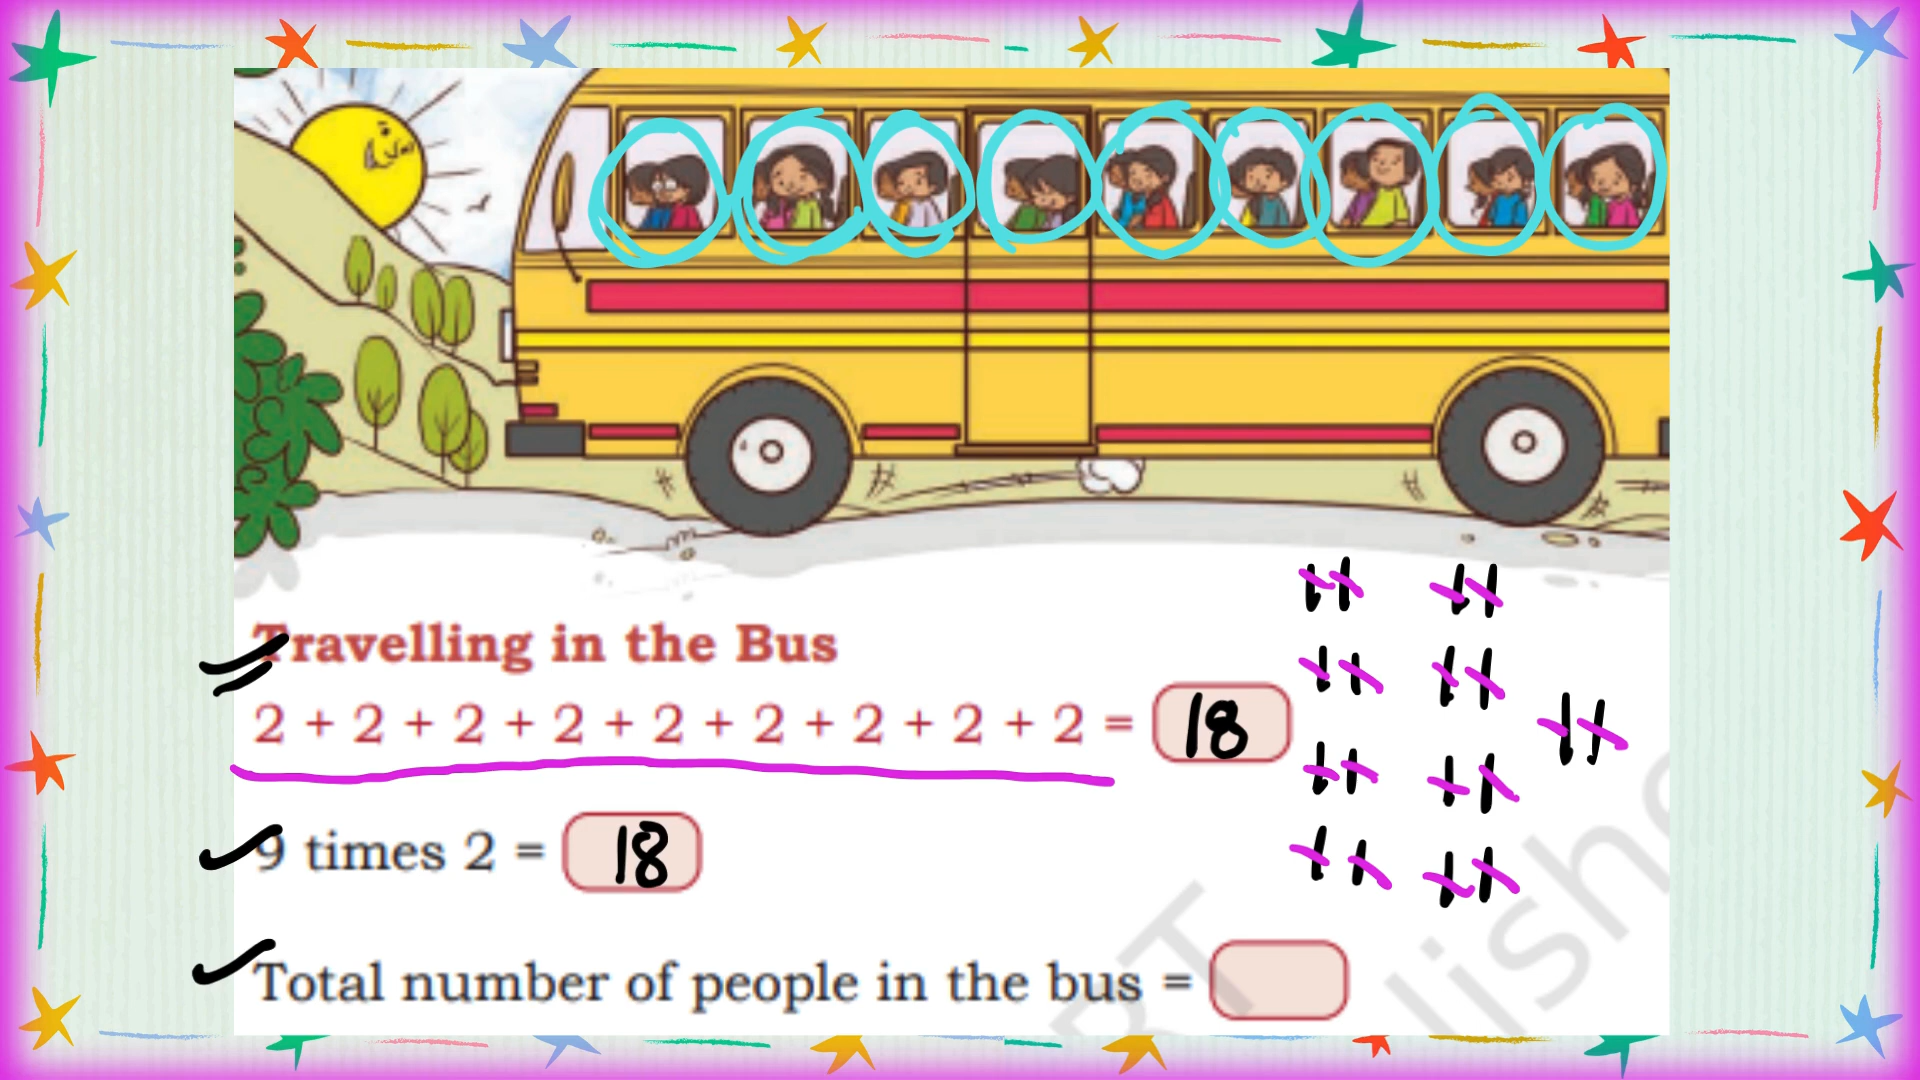 Travelling in the Bus
2 + 2 + 2 + 2 + 2 + 2 + 2 + 2 + 2 = 18
9 times 2 = 18
Total number of people in the bus =